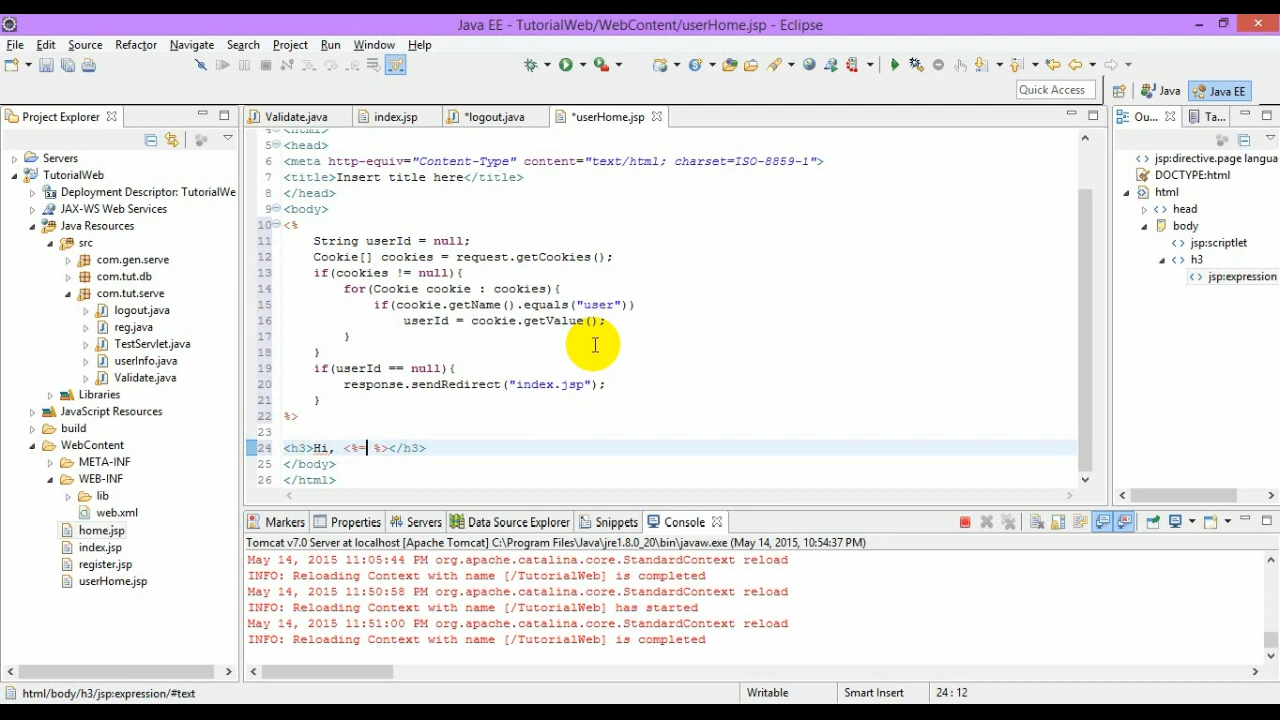 Java EE - TutorialWeb/WebContent/userHome.jsp - Eclipse
File Edit Source Refactor Navigate Search Project Run Window Help
Quick Access
Java
Java EE
Project Explorer
Validate.java
index.jsp
*logout.java
*userHome.jsp
Ou...
Ta...
Servers
TutorialWeb
Deployment Descriptor: TutorialWe
JAX-WS Web Services
Java Resources
src
com.gen.serve
com.tut.db
com.tut.serve
logout.java
reg.java
TestServlet.java
userInfo.java
Validate.java
Libraries
JavaScript Resources
build
WebContent
META-INF
WEB-INF
lib
web.xml
home.jsp
index.jsp
register.jsp
userHome.jsp
4 <html>
5 <head>
6 <meta http-equiv="Content-Type" content="text/html; charset=ISO-8859-1">
7 <title>Insert title here</title>
8 </head>
9 <body>
10 <%
11 String userId = null;
12 Cookie[] cookies = request.getCookies();
13 if(cookies != null){
14 for(Cookie cookie : cookies){
15 if(cookie.getName().equals("user"))
16 userId = cookie.getValue();
17 }
18 }
19 if(userId == null){
20 response.sendRedirect("index.jsp");
21 }
22 %>
23
24 <h3>Hi, <%= %></h3>
25 </body>
26 </html>
jsp:directive.page langua
DOCTYPE:html
html
head
body
jsp:scriptlet
h3
jsp:expression
Markers
Properties
Servers
Data Source Explorer
Snippets
Console
Tomcat v7.0 Server at localhost [Apache Tomcat] C:\Program Files\Java\jre1.8.0_20\bin\javaw.exe (May 14, 2015, 10:54:37 PM)
May 14, 2015 11:05:44 PM org.apache.catalina.core.StandardContext reload
INFO: Reloading Context with name [/TutorialWeb] is completed
May 14, 2015 11:50:58 PM org.apache.catalina.core.StandardContext reload
INFO: Reloading Context with name [/TutorialWeb] has started
May 14, 2015 11:51:00 PM org.apache.catalina.core.StandardContext reload
INFO: Reloading Context with name [/TutorialWeb] is completed
html/body/h3/jsp:expression/#text
Writable
Smart Insert
24 : 12